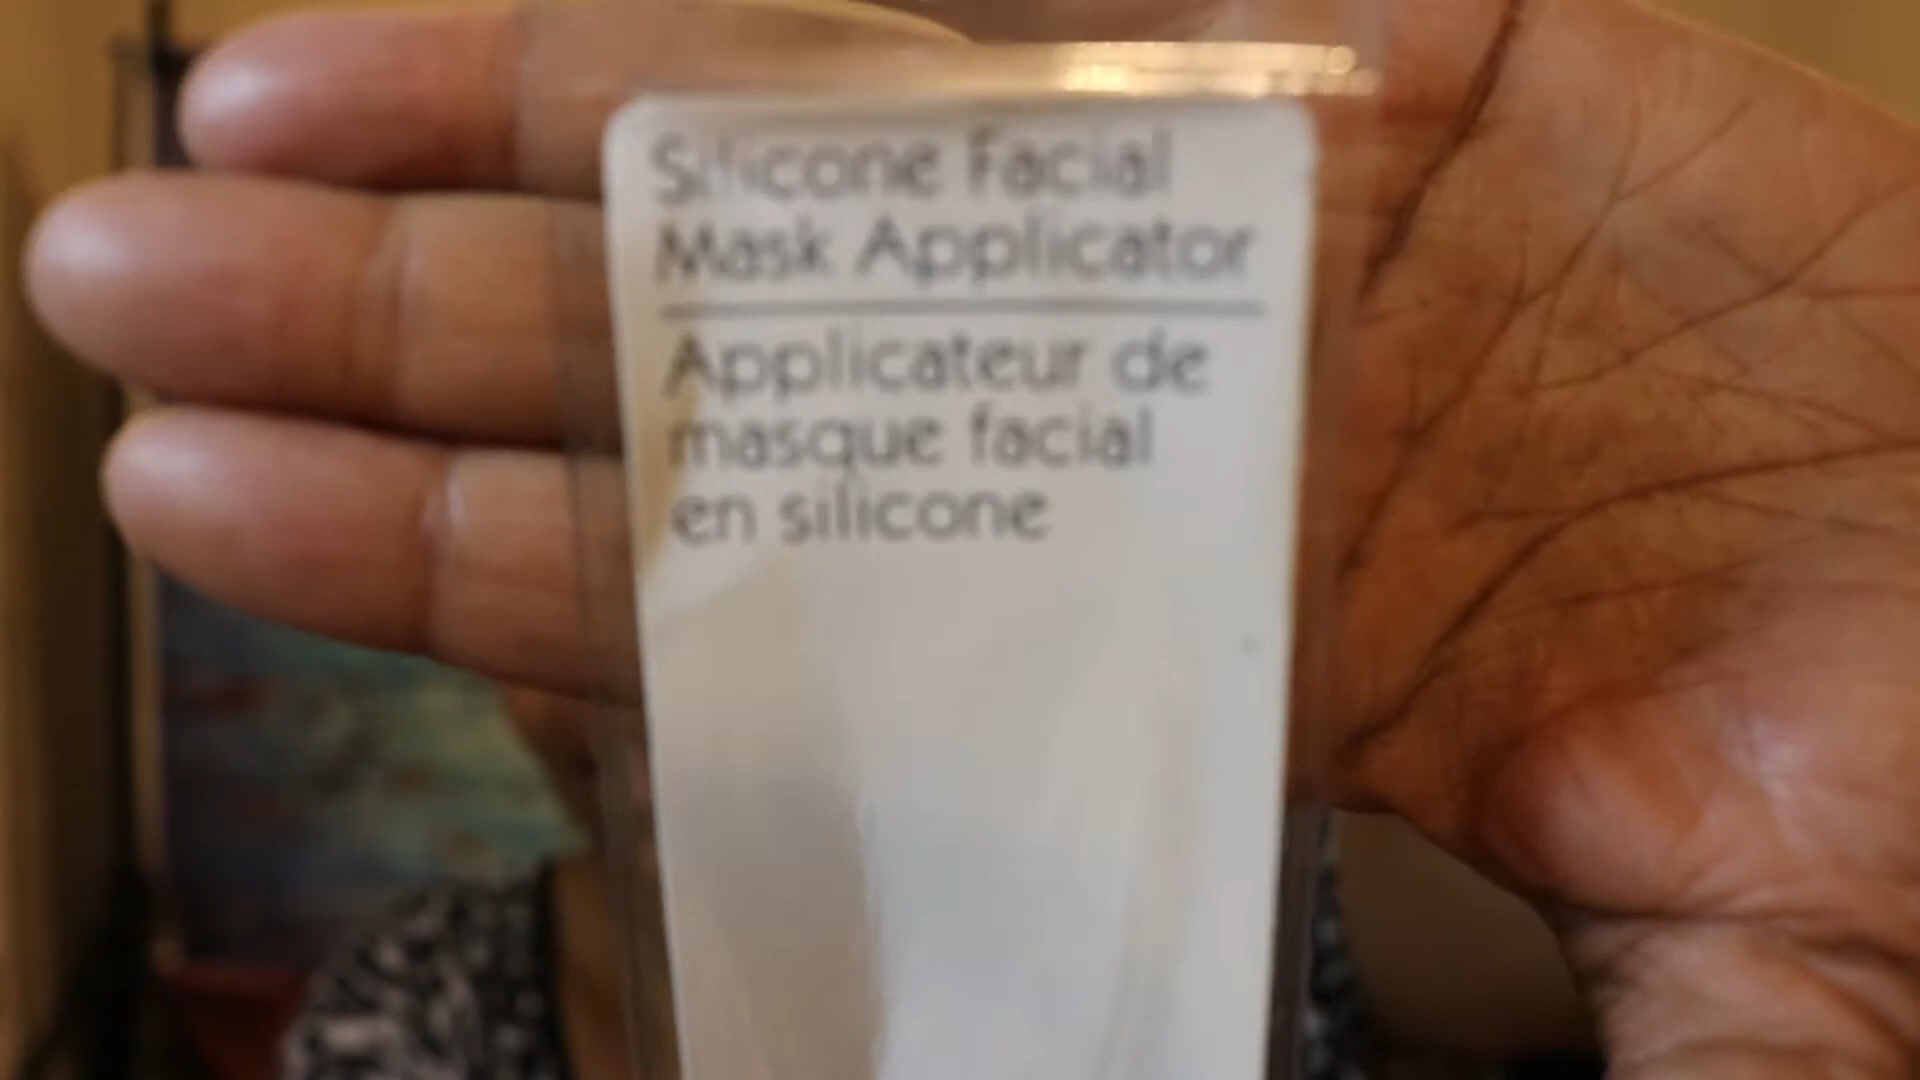 Silicone Facial
Mask Applicator
Applicateur de
masque facial
en silicone